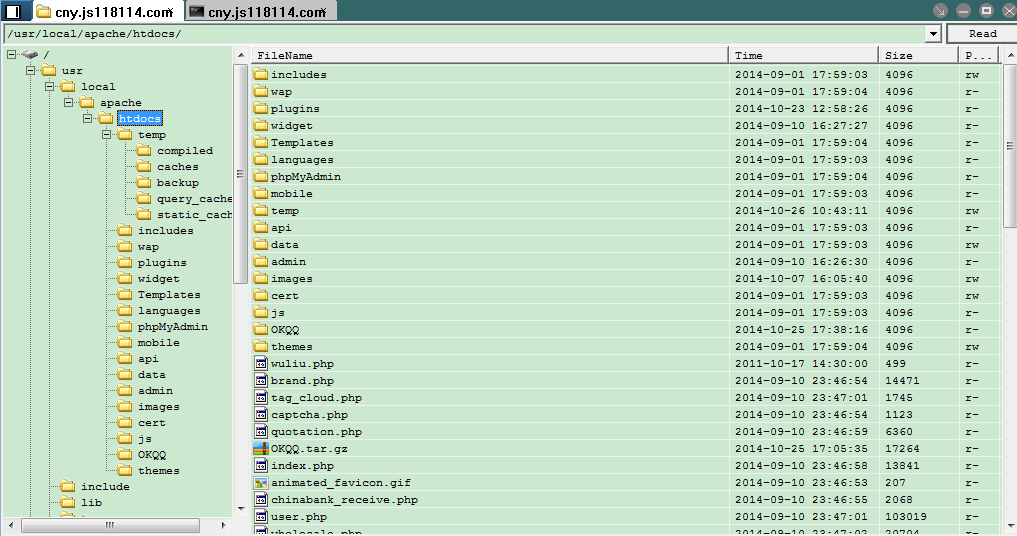 cny.js118114.com cny.js118114.com
/usr/local/apache/htdocs/ Read
/
usr
local
apache
htdocs
temp
compiled
caches
backup
query_cache
static_cach
includes
wap
plugins
widget
Templates
languages
phpMyAdmin
mobile
api
data
admin
images
cert
js
OKQQ
themes
include
lib
FileName Time Size P...
includes 2014-09-01 17:59:03 4096 rw
wap 2014-09-01 17:59:04 4096 r-
plugins 2014-10-23 12:58:26 4096 r-
widget 2014-09-10 16:27:27 4096 r-
Templates 2014-09-01 17:59:04 4096 r-
languages 2014-09-01 17:59:03 4096 r-
phpMyAdmin 2014-09-01 17:59:04 4096 r-
mobile 2014-09-01 17:59:03 4096 r-
temp 2014-10-26 10:43:11 4096 rw
api 2014-09-01 17:59:03 4096 r-
data 2014-09-01 17:59:03 4096 rw
admin 2014-09-10 16:26:30 4096 r-
images 2014-10-07 16:05:40 4096 rw
cert 2014-09-01 17:59:03 4096 rw
js 2014-09-01 17:59:03 4096 r-
OKQQ 2014-10-25 17:38:16 4096 r-
themes 2014-09-01 17:59:04 4096 rw
wuliu.php 2011-10-17 14:30:00 499 r-
brand.php 2014-09-10 23:46:54 14471 r-
tag_cloud.php 2014-09-10 23:47:01 1745 r-
captcha.php 2014-09-10 23:46:54 1123 r-
quotation.php 2014-09-10 23:46:59 6360 r-
OKQQ.tar.gz 2014-10-25 17:05:35 17264 r-
index.php 2014-09-10 23:46:58 13841 r-
animated_favicon.gif 2014-09-10 23:46:53 207 r-
chinabank_receive.php 2014-09-10 23:46:55 2068 r-
user.php 2014-09-10 23:47:01 103019 r-
wholesale.php 2014-09-10 23:47:02 20704 r-